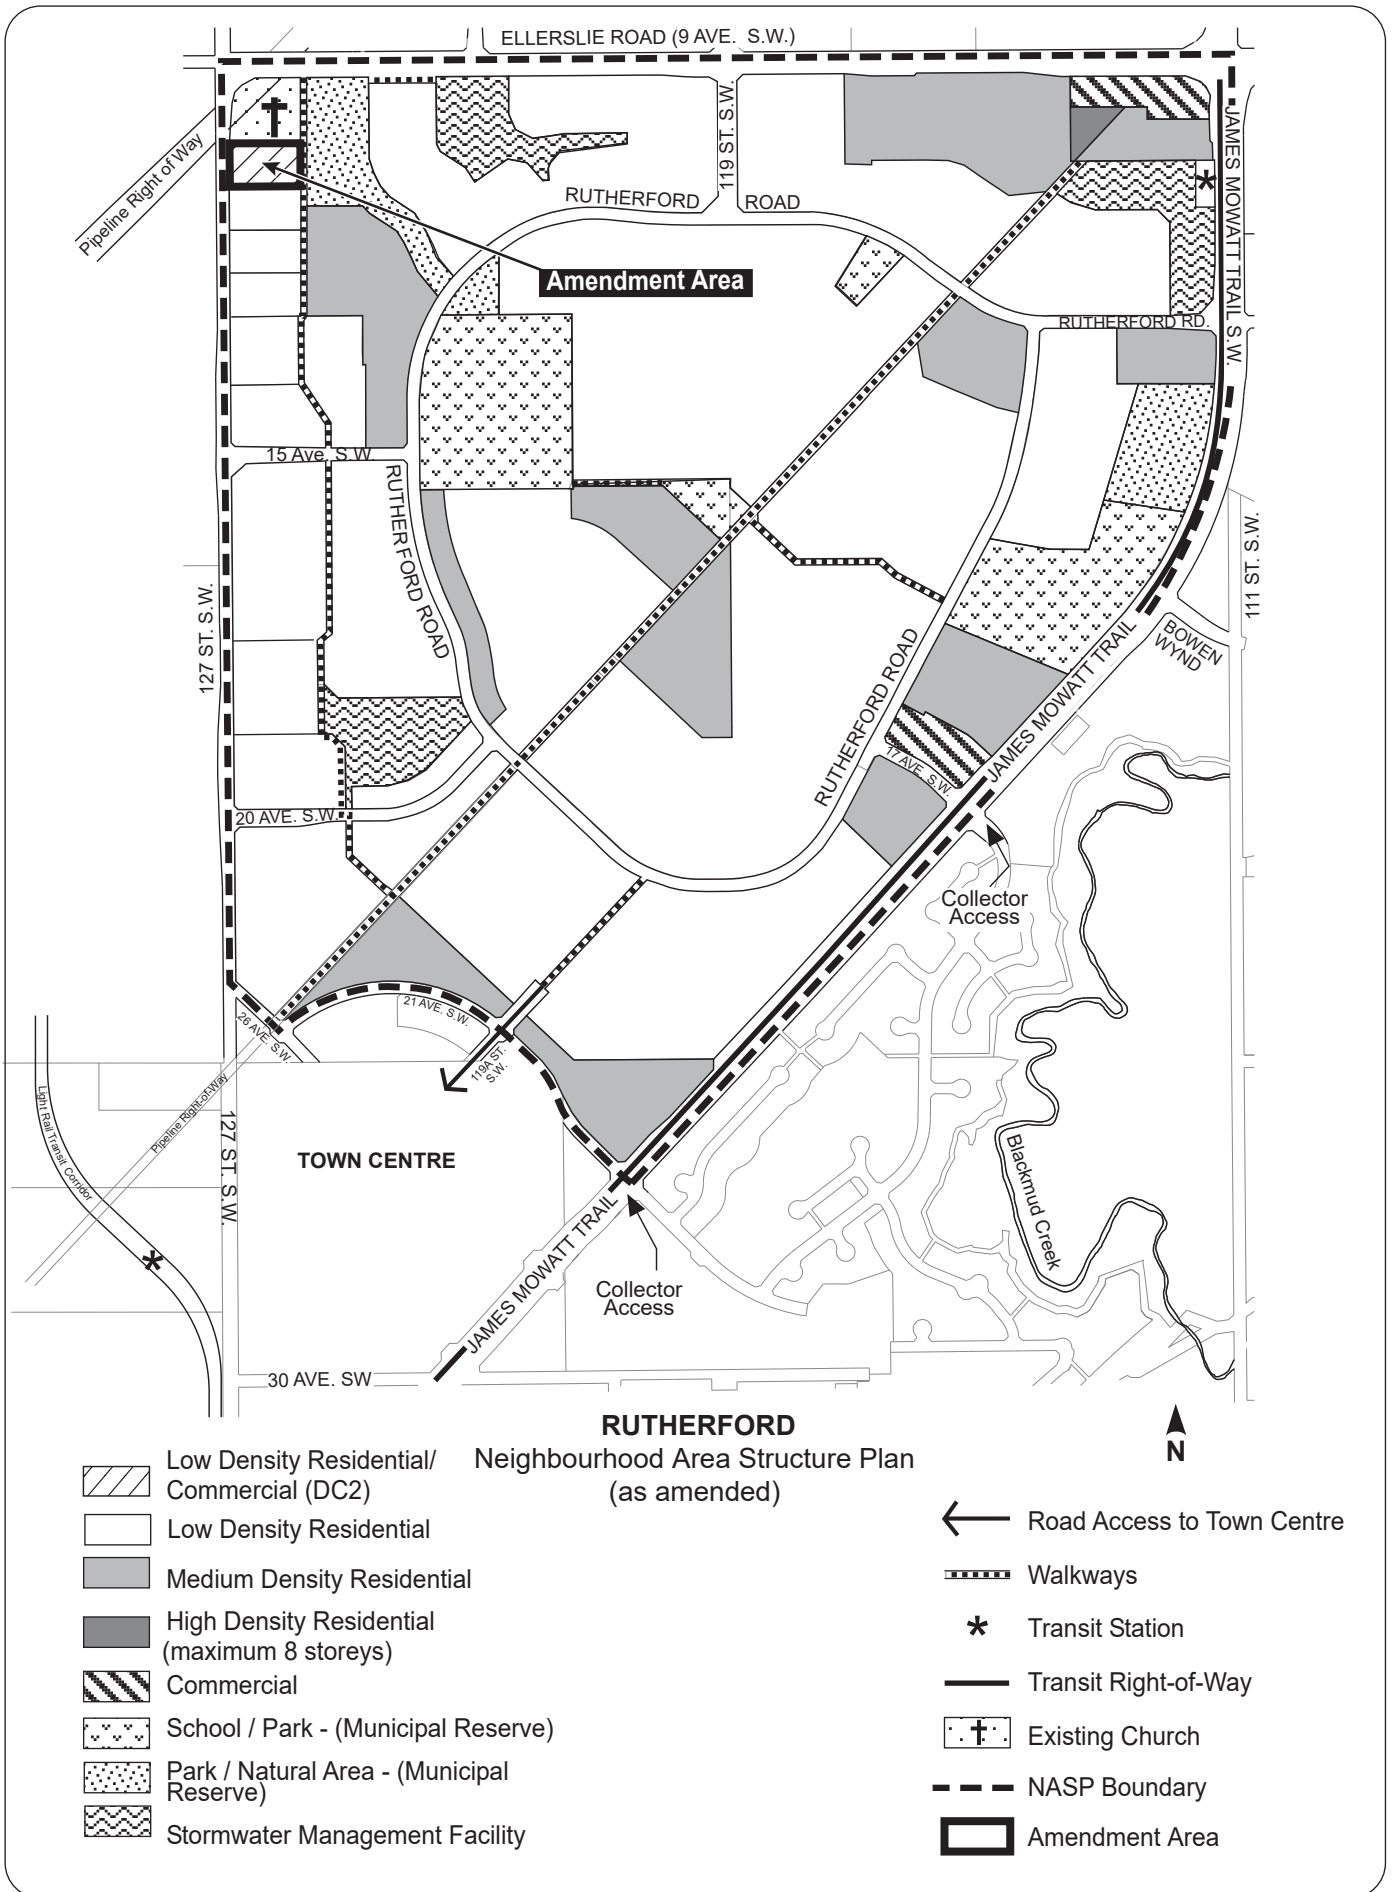 ELLERSLIE ROAD (9 AVE. S.W.)
Pipeline Right of Way
119 ST. S.W.
JAMES MOWATT TRAIL S.W.
*
RUTHERFORD ROAD
Amendment Area
RUTHERFORD RD.
15 Ave. S.W.
RUTHERFORD ROAD
127 ST. S.W.
111 ST. S.W.
BOWEN
WYND
JAMES MOWATT TRAIL
RUTHERFORD ROAD
17 AVE. S.W.
JAMES MOWATT TRAIL
20 AVE. S.W.
Collector
Access
21 AVE. S.W.
26 AVE. S.W.
119A ST.
S.W.
Light Rail Transit Corridor
Pipeline Right-of-Way
127 ST. S.W.
TOWN CENTRE
Blackmud Creek
*
JAMES MOWATT TRAIL
Collector
Access
30 AVE. SW
RUTHERFORD
Neighbourhood Area Structure Plan
(as amended)
N
Low Density Residential/
Commercial (DC2)
Low Density Residential
Medium Density Residential
High Density Residential
(maximum 8 storeys)
Commercial
School / Park - (Municipal Reserve)
Park / Natural Area - (Municipal
Reserve)
Stormwater Management Facility
Road Access to Town Centre
Walkways
* Transit Station
Transit Right-of-Way
Existing Church
NASP Boundary
Amendment Area